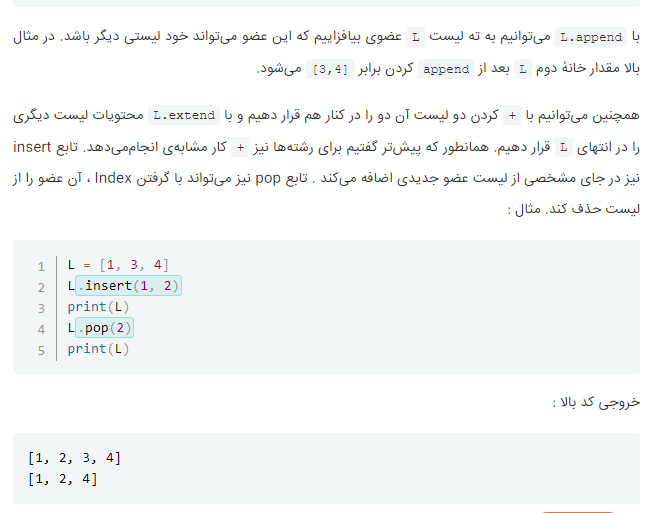 با L.append می‌توانیم به ته لیست L عضوی بیافزاییم که این عضو می‌تواند خود لیستی دیگر باشد. در مثال
بالا مقدار خانهٔ دوم L بعد از append کردن برابر [3,4] می‌شود.
همچنین می‌توانیم با + کردن دو لیست آن دو را در کنار هم قرار دهیم و با L.extend محتویات لیست دیگری
را در انتهای L قرار دهیم. همانطور که پیش‌تر گفتیم برای رشته‌ها نیز + کار مشابه‌ی انجام‌می‌دهد. تابع insert
نیز در جای مشخصی از لیست عضو جدیدی اضافه می‌کند . تابع pop نیز می‌تواند با گرفتن Index ، آن عضو را از
لیست حذف کند. مثال :
1 L = [1, 3, 4]
2 L.insert(1, 2)
3 print(L)
4 L.pop(2)
5 print(L)
خروجی کد بالا :
[1, 2, 3, 4]
[1, 2, 4]